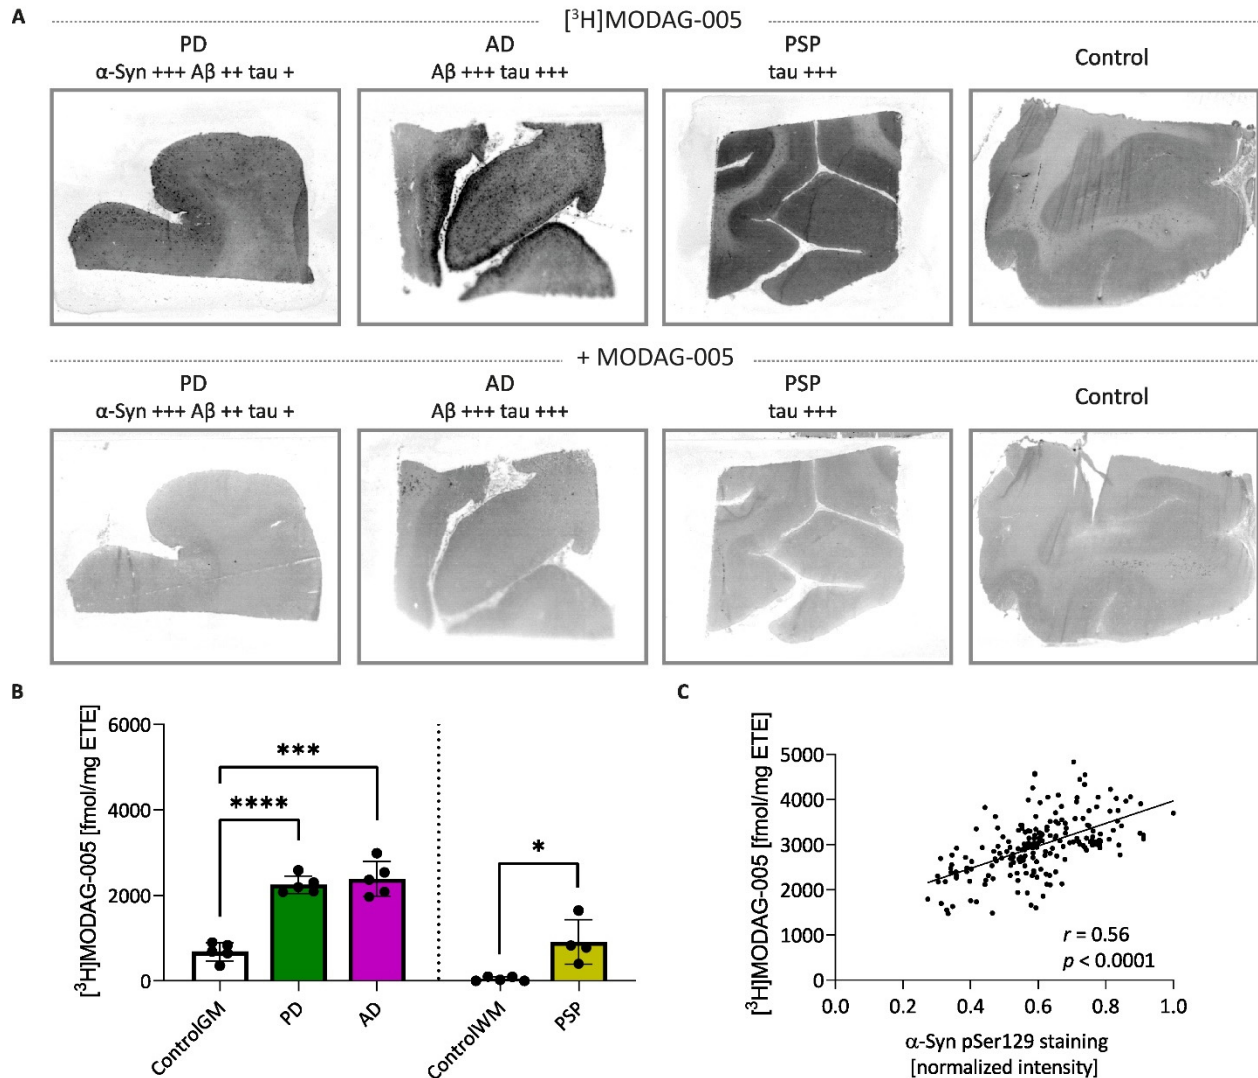 A
[³H]MODAG-005
PD
α-Syn +++ Aβ ++ tau +
AD
Aβ +++ tau +++
PSP
tau +++
Control
+ MODAG-005
PD
α-Syn +++ Aβ ++ tau +
AD
Aβ +++ tau +++
PSP
tau +++
Control
B
[³H]MODAG-005 [fmol/mg ETE]
6000
4000
2000
0
***
****
*
ControlGM
PD
AD
ControlWM
PSP
C
[³H]MODAG-005 [fmol/mg ETE]
5000
4000
3000
2000
1000
0
r = 0.56
p < 0.0001
0.0 0.2 0.4 0.6 0.8 1.0
α-Syn pSer129 staining
[normalized intensity]